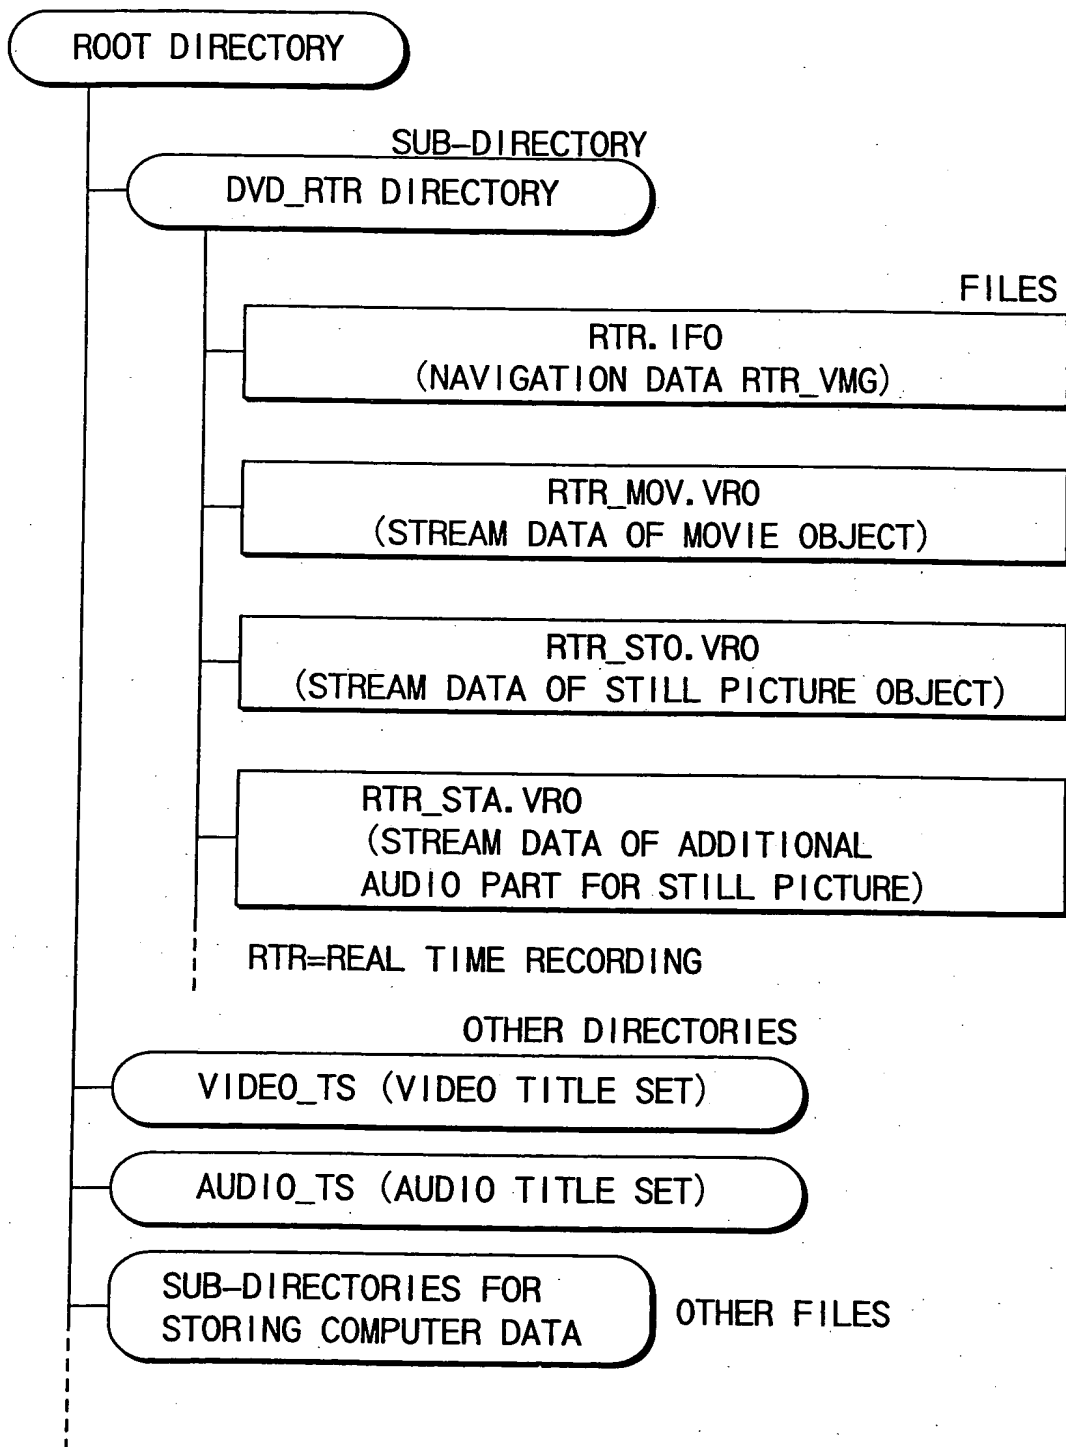 ROOT DIRECTORY
SUB-DIRECTORY
DVD_RTR DIRECTORY
FILES
RTR.IFO
(NAVIGATION DATA RTR_VMG)
RTR_MOV.VRO
(STREAM DATA OF MOVIE OBJECT)
RTR_STO.VRO
(STREAM DATA OF STILL PICTURE OBJECT)
RTR_STA.VRO
(STREAM DATA OF ADDITIONAL
AUDIO PART FOR STILL PICTURE)
RTR=REAL TIME RECORDING
OTHER DIRECTORIES
VIDEO_TS (VIDEO TITLE SET)
AUDIO_TS (AUDIO TITLE SET)
SUB-DIRECTORIES FOR
STORING COMPUTER DATA
OTHER FILES